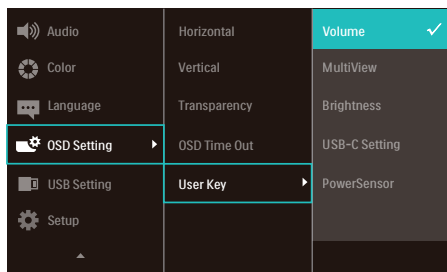 Audio
Color
Language
OSD Setting
USB Setting
Setup
Horizontal
Vertical
Transparency
OSD Time Out
User Key
Volume
MultiView
Brightness
USB-C Setting
PowerSensor